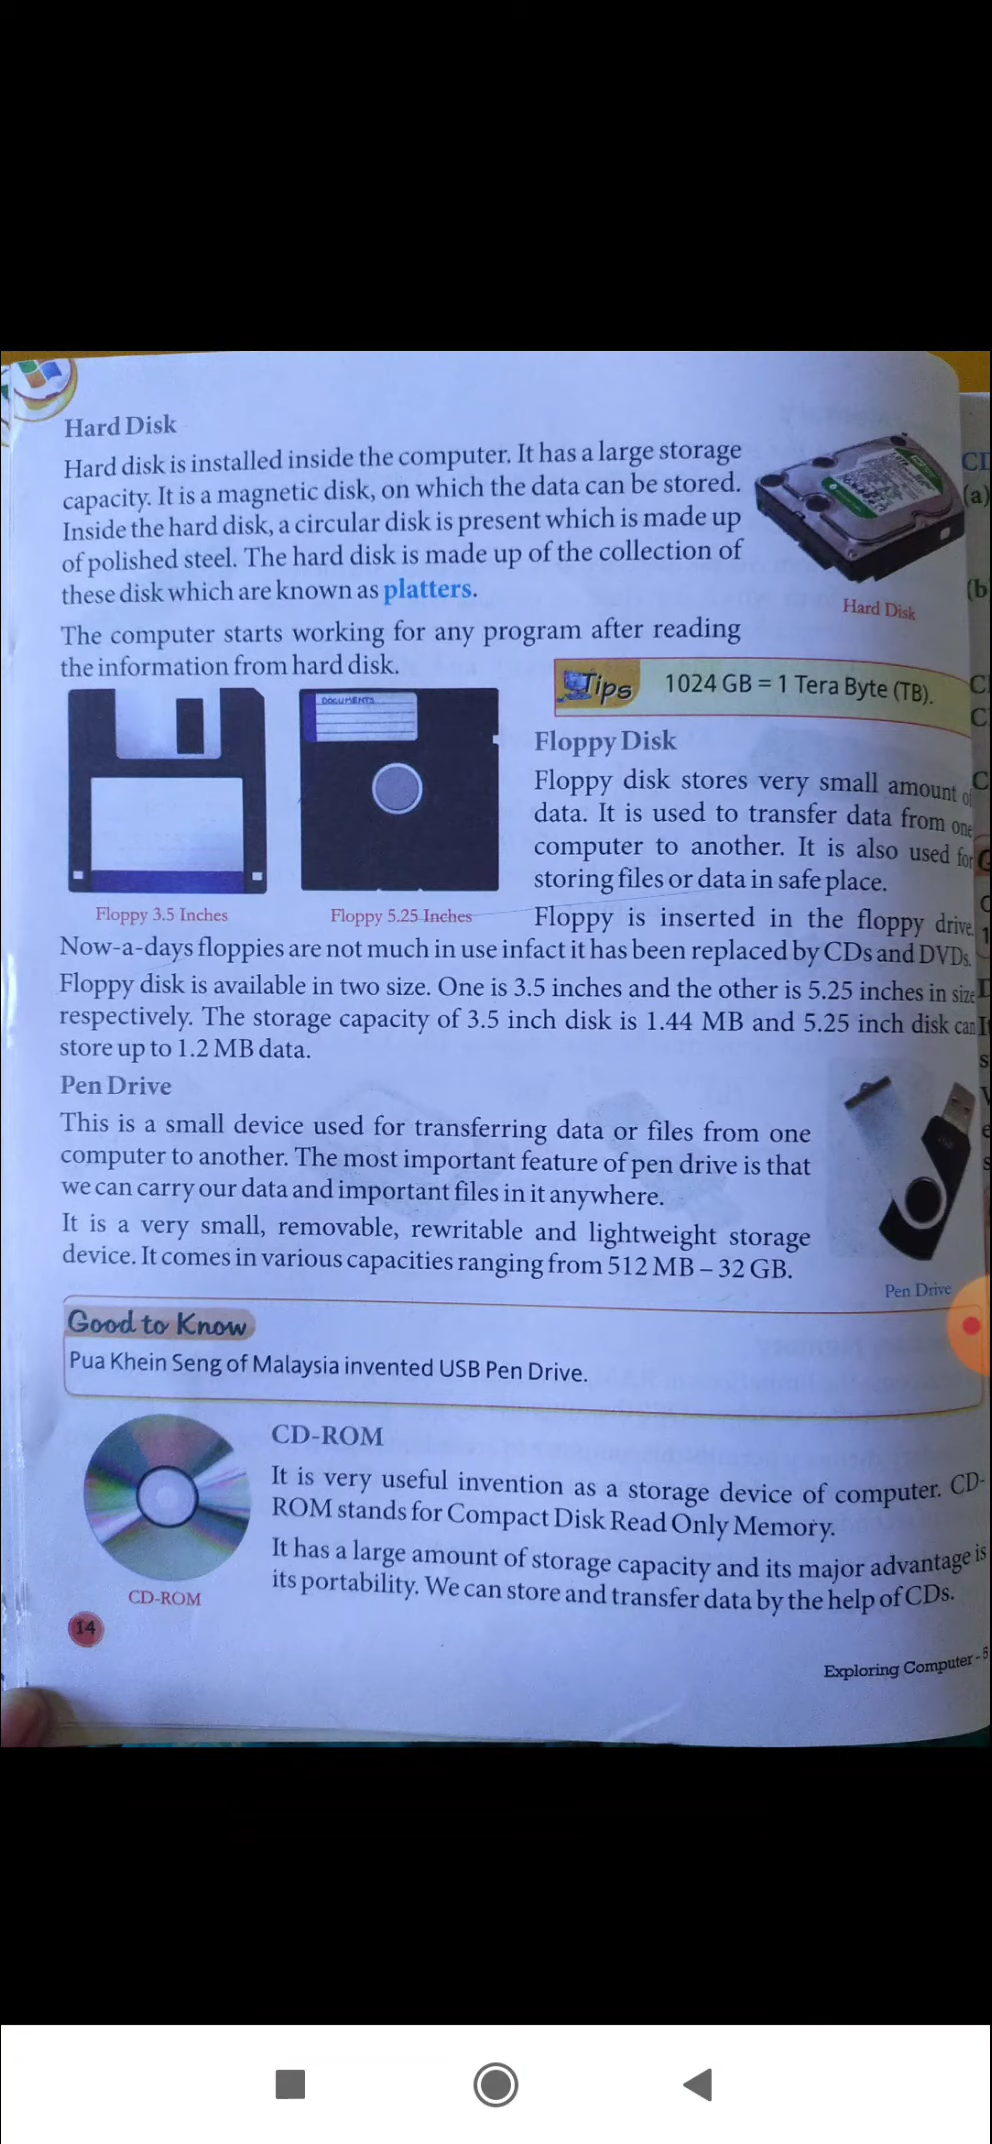 Hard Disk
Hard disk is installed inside the computer. It has a large storage
capacity. It is a magnetic disk, on which the data can be stored.
Inside the hard disk, a circular disk is present which is made up
of polished steel. The hard disk is made up of the collection of
these disk which are known as platters.
Hard Disk
The computer starts working for any program after reading
the information from hard disk.
Tips 1024 GB = 1 Tera Byte (TB).
DOCUMENTS
Floppy 3.5 Inches
Floppy 5.25 Inches
Floppy Disk
Floppy disk stores very small amount of
data. It is used to transfer data from one
computer to another. It is also used for
storing files or data in safe place.
Floppy is inserted in the floppy drive.
Now-a-days floppies are not much in use infact it has been replaced by CDs and DVDs.
Floppy disk is available in two size. One is 3.5 inches and the other is 5.25 inches in size
respectively. The storage capacity of 3.5 inch disk is 1.44 MB and 5.25 inch disk can
store up to 1.2 MB data.
Pen Drive
This is a small device used for transferring data or files from one
computer to another. The most important feature of pen drive is that
we can carry our data and important files in it anywhere.
It is a very small, removable, rewritable and lightweight storage
device. It comes in various capacities ranging from 512 MB – 32 GB.
Pen Drive
Good to Know
Pua Khein Seng of Malaysia invented USB Pen Drive.
CD-ROM
CD-ROM
It is very useful invention as a storage device of computer. CD-
ROM stands for Compact Disk Read Only Memory.
It has a large amount of storage capacity and its major advantage is
its portability. We can store and transfer data by the help of CDs.
14
Exploring Computer - 5
(a)
(b